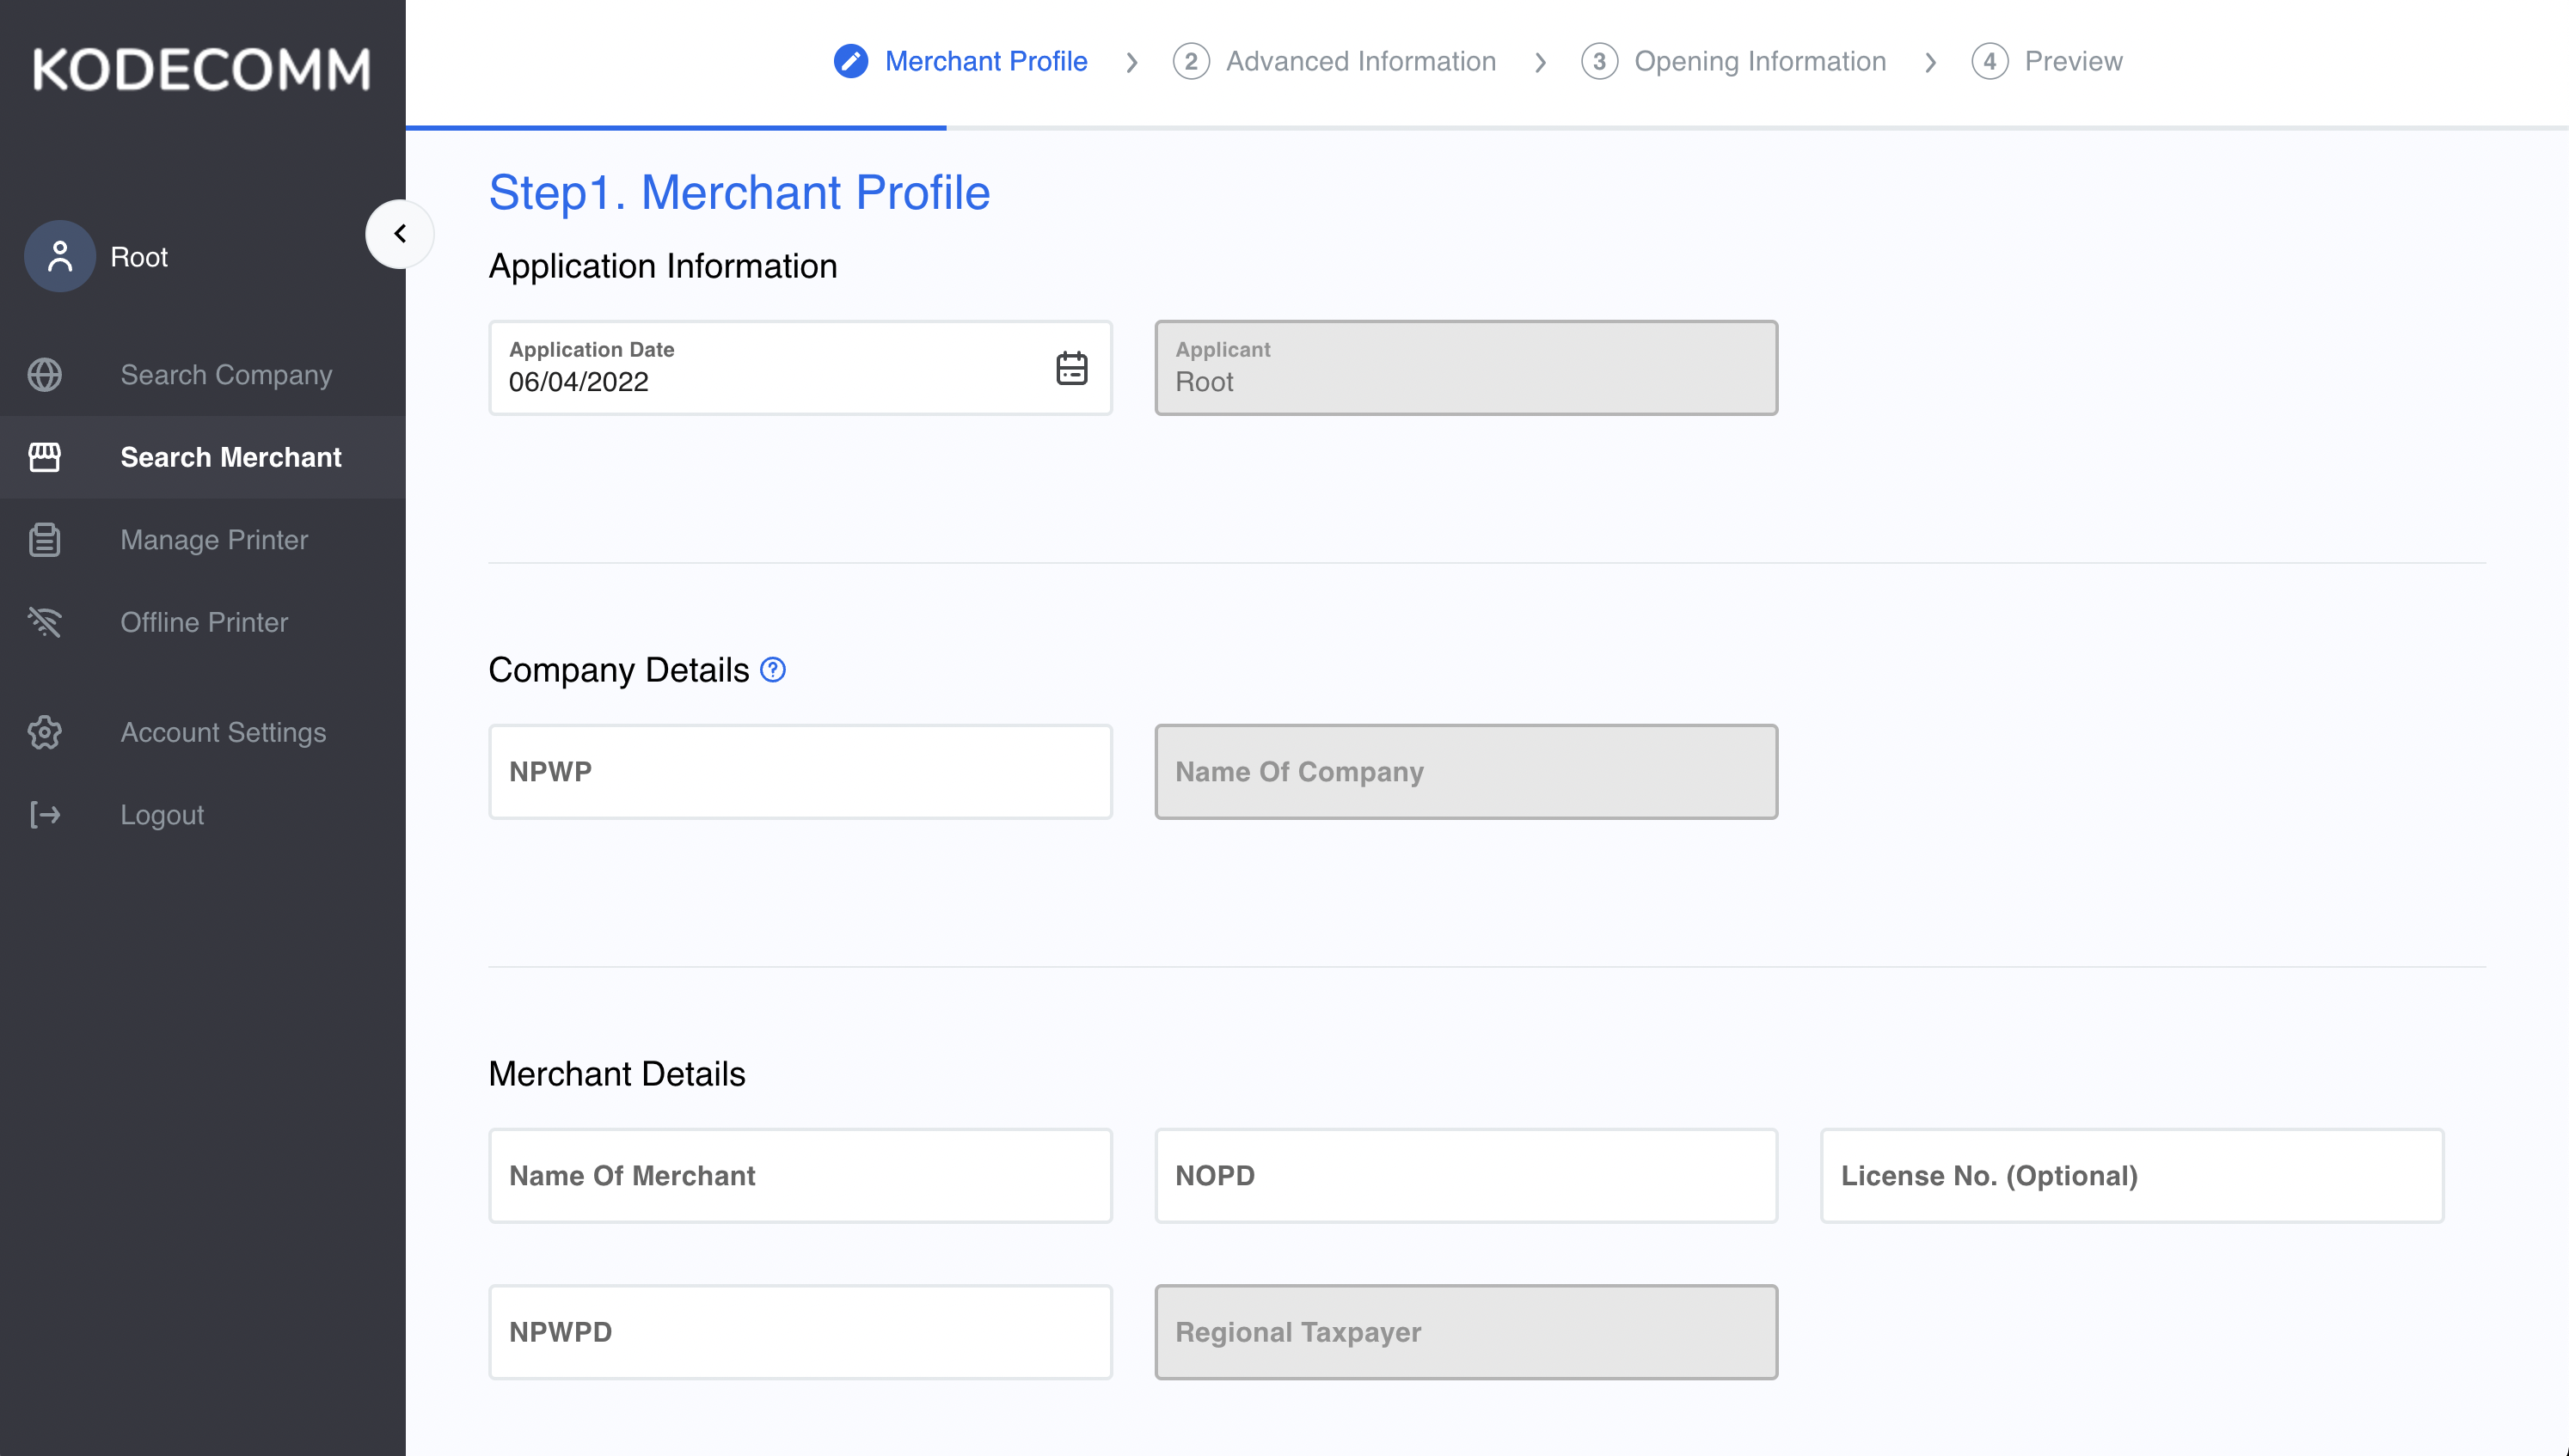 KODECOMM
Root
Search Company
Search Merchant
Manage Printer
Offline Printer
Account Settings
Logout
Merchant Profile
2 Advanced Information
3 Opening Information
4 Preview
Step1. Merchant Profile
Application Information
Application Date
06/04/2022
Applicant
Root
Company Details ?
NPWP
Name Of Company
Merchant Details
Name Of Merchant
NOPD
License No. (Optional)
NPWPD
Regional Taxpayer